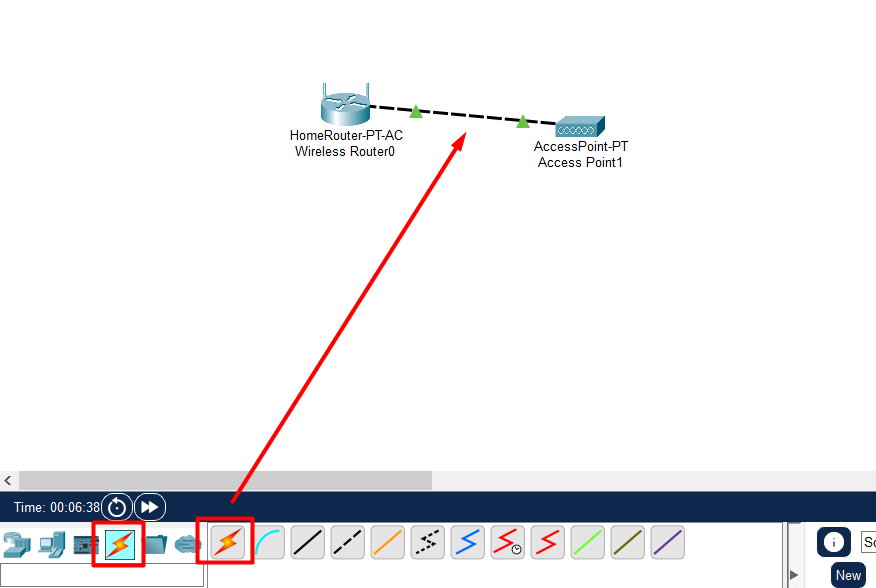 HomeRouter-PT-AC
Wireless Router0
AccessPoint-PT
Access Point1
Time: 00:06:38
New